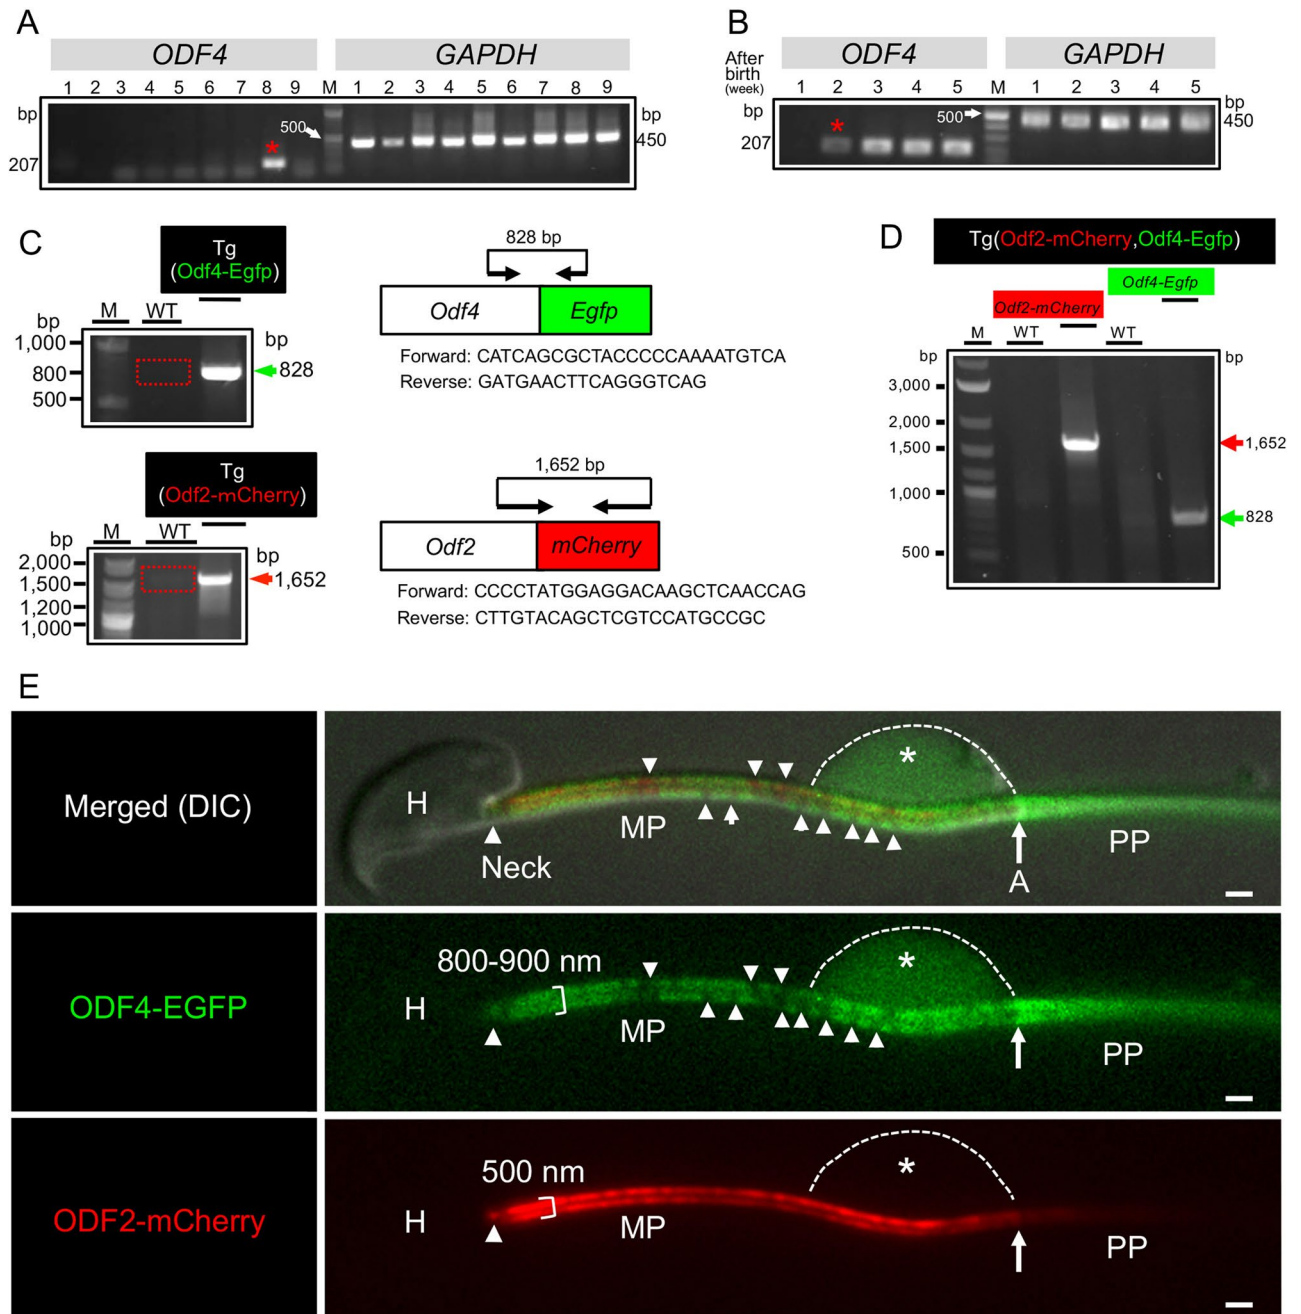 A
ODF4 GAPDH
1 2 3 4 5 6 7 8 9 M 1 2 3 4 5 6 7 8 9
bp bp
500
*
207 450
B
After birth (week)
ODF4 GAPDH
1 2 3 4 5 M 1 2 3 4 5
bp bp
500
*
207 450
C
Tg
(Odf4-Egfp)
M WT
bp bp
1,000
800 828
500
828 bp
Odf4 Egfp
Forward: CATCAGCGCTACCCCCAAAATGTCA
Reverse: GATGAACTTCAGGGTCAG
Tg
(Odf2-mCherry)
M WT
bp bp
2,000
1,500 1,652
1,200
1,000
1,652 bp
Odf2 mCherry
Forward: CCCCTATGGAGGACAAGCTCAACCAG
Reverse: CTTGTACAGCTCGTCCATGCCGC
D
Tg(Odf2-mCherry,Odf4-Egfp)
Odf4-Egfp
Odf2-mCherry
M WT WT
bp bp
3,000
2,000
1,500 1,652
1,000
828
500
E
Merged (DIC)
H MP * PP
Neck A
ODF4-EGFP
800-900 nm
H MP * PP
ODF2-mCherry
500 nm
H MP * PP